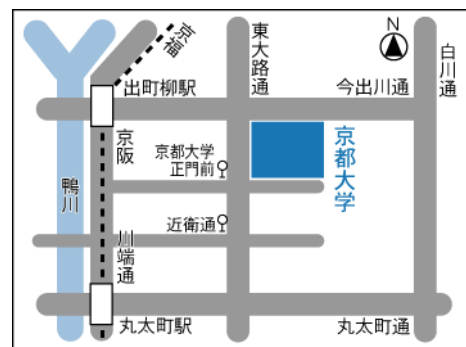 N
京福
東大路通
白川通
出町柳駅
今出川通
京阪
京都大学
正門前
京都大学
鴨川
近衛通
川端通
丸太町駅
丸太町通